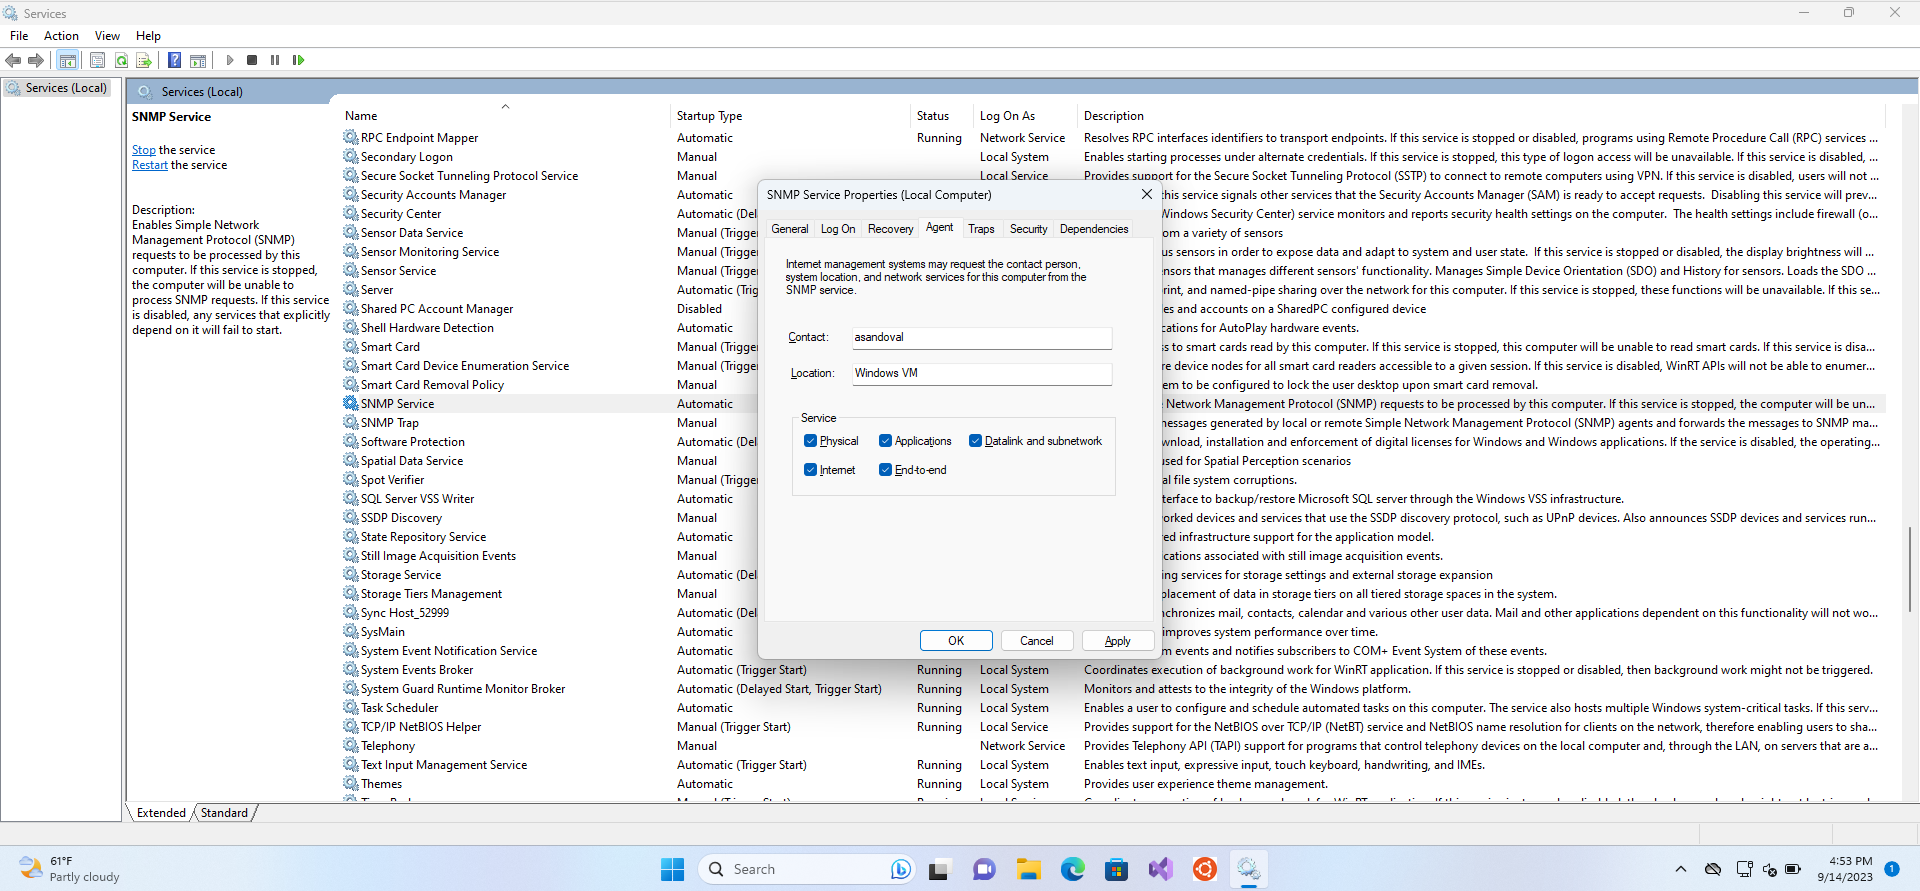 Services
File Action View Help
Services (Local)
Services (Local)
SNMP Service
Stop the service
Restart the service
Description:
Enables Simple Network
Management Protocol (SNMP)
requests to be processed by this
computer. If this service is stopped,
the computer will be unable to
process SNMP requests. If this service
is disabled, any services that explicitly
depend on it will fail to start.
Name Startup Type Status Log On As Description
RPC Endpoint Mapper Automatic Running Network Service Resolves RPC interfaces identifiers to transport endpoints. If this service is stopped or disabled, programs using Remote Procedure Call (RPC) services ...
Secondary Logon Manual Local System Enables starting processes under alternate credentials. If this service is stopped, this type of logon access will be unavailable. If this service is disabled, ...
Secure Socket Tunneling Protocol Service Manual Local Service Provides support for the Secure Socket Tunneling Protocol (SSTP) to connect to remote computers using VPN. If this service is disabled, users will not ...
Security Accounts Manager Automatic this service signals other services that the Security Accounts Manager (SAM) is ready to accept requests. Disabling this service will prev...
Security Center Automatic (Del Windows Security Center) service monitors and reports security health settings on the computer. The health settings include firewall (o...
Sensor Data Service Manual (Trigge om a variety of sensors
Sensor Monitoring Service Manual (Trigge us sensors in order to expose data and adapt to system and user state. If this service is stopped or disabled, the display brightness will ...
Sensor Service Manual (Trigge nsors that manages different sensors' functionality. Manages Simple Device Orientation (SDO) and History for sensors. Loads the SDO ...
Server Automatic (Trig rint, and named-pipe sharing over the network for this computer. If this service is stopped, these functions will be unavailable. If this se...
Shared PC Account Manager Disabled es and accounts on a SharedPC configured device
Shell Hardware Detection Automatic cations for AutoPlay hardware events.
Smart Card Manual (Trigge s to smart cards read by this computer. If this service is stopped, this computer will be unable to read smart cards. If this service is disa...
Smart Card Device Enumeration Service Manual (Trigge re device nodes for all smart card readers accessible to a given session. If this service is disabled, WinRT APIs will not be able to enumer...
Smart Card Removal Policy Manual em to be configured to lock the user desktop upon smart card removal.
SNMP Service Automatic Network Management Protocol (SNMP) requests to be processed by this computer. If this service is stopped, the computer will be un...
SNMP Trap Manual essages generated by local or remote Simple Network Management Protocol (SNMP) agents and forwards the messages to SNMP ma...
Software Protection Automatic (Del wnload, installation and enforcement of digital licenses for Windows and Windows applications. If the service is disabled, the operating...
Spatial Data Service Manual used for Spatial Perception scenarios
Spot Verifier Manual (Trigge al file system corruptions.
SQL Server VSS Writer Automatic terface to backup/restore Microsoft SQL server through the Windows VSS infrastructure.
SSDP Discovery Manual orked devices and services that use the SSDP discovery protocol, such as UPnP devices. Also announces SSDP devices and services run...
State Repository Service Automatic ed infrastructure support for the application model.
Still Image Acquisition Events Manual cations associated with still image acquisition events.
Storage Service Automatic (Del ing services for storage settings and external storage expansion
Storage Tiers Management Manual placement of data in storage tiers on all tiered storage spaces in the system.
Sync Host_52999 Automatic (Del chronizes mail, contacts, calendar and various other user data. Mail and other applications dependent on this functionality will not wo...
SysMain Automatic improves system performance over time.
System Event Notification Service Automatic m events and notifies subscribers to COM+ Event System of these events.
System Events Broker Automatic (Trigger Start) Running Local System Coordinates execution of background work for WinRT application. If this service is stopped or disabled, then background work might not be triggered.
System Guard Runtime Monitor Broker Automatic (Delayed Start, Trigger Start) Running Local System Monitors and attests to the integrity of the Windows platform.
Task Scheduler Automatic Running Local System Enables a user to configure and schedule automated tasks on this computer. The service also hosts multiple Windows system-critical tasks. If this serv...
TCP/IP NetBIOS Helper Manual (Trigger Start) Running Local Service Provides support for the NetBIOS over TCP/IP (NetBT) service and NetBIOS name resolution for clients on the network, therefore enabling users to sha...
Telephony Manual Network Service Provides Telephony API (TAPI) support for programs that control telephony devices on the local computer and, through the LAN, on servers that are a...
Text Input Management Service Automatic (Trigger Start) Running Local System Enables text input, expressive input, touch keyboard, handwriting, and IMEs.
Themes Automatic Running Local System Provides user experience theme management.
SNMP Service Properties (Local Computer)
General Log On Recovery Agent Traps Security Dependencies
Internet management systems may request the contact person,
system location, and network services for this computer from the
SNMP service.
Contact: asandoval
Location: Windows VM
Service
Physical Applications Datalink and subnetwork
Internet End-to-end
OK Cancel Apply
Extended Standard
61°F
Partly cloudy
Search
4:53 PM
9/14/2023
1